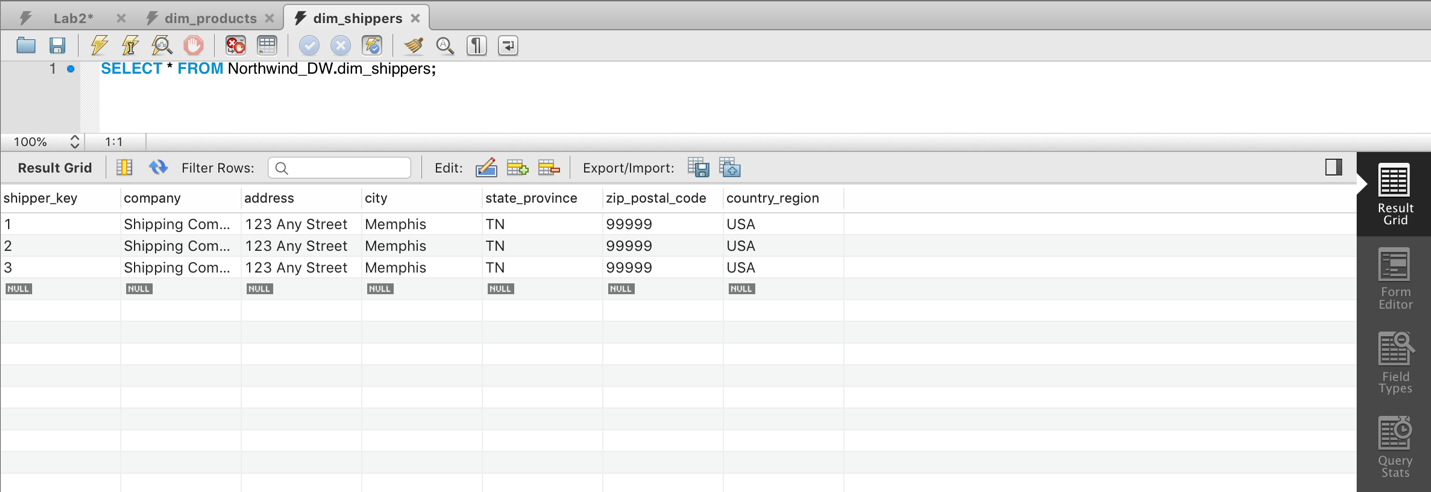 Lab2* dim_products dim_shippers
1 SELECT * FROM Northwind_DW.dim_shippers;
100% 1:1
Result Grid Filter Rows: Edit: Export/Import:
shipper_key company address city state_province zip_postal_code country_region
1 Shipping Com... 123 Any Street Memphis TN 99999 USA
2 Shipping Com... 123 Any Street Memphis TN 99999 USA
3 Shipping Com... 123 Any Street Memphis TN 99999 USA
NULL NULL NULL NULL NULL NULL NULL
Result
Grid
Form
Editor
Field
Types
Query
Stats